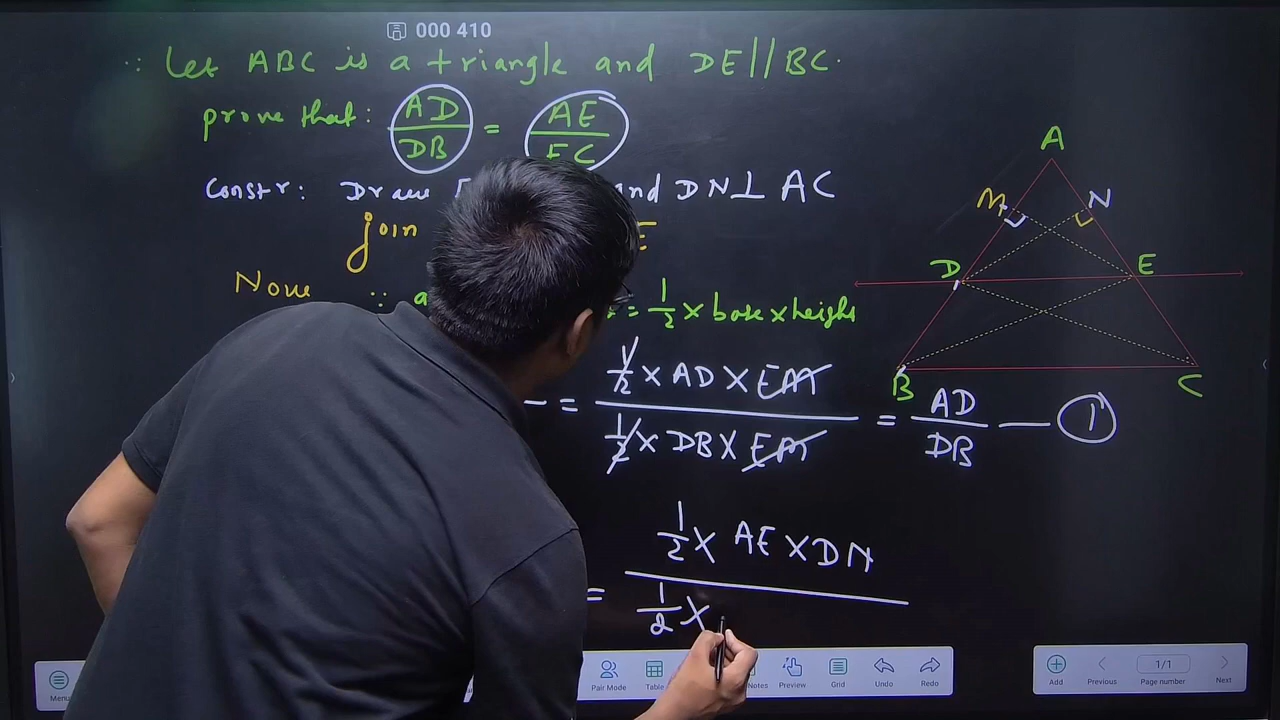 000 410
∵ Let ABC is a triangle and DE||BC.
prove that: AD/DB = AE/EC
Constr: Draw and DN⊥AC
join E
Now ∵ a = 1/2 × base × height
= 1/2 × AD × EM / 1/2 × DB × EM = AD/DB — ①
= 1/2 × AE × DN / 1/2 ×
A
M N
D E
B C
Menu
Pair Mode
Table
Notes
Preview
Grid
Undo
Redo
Add
Previous
1/1
Page number
Next